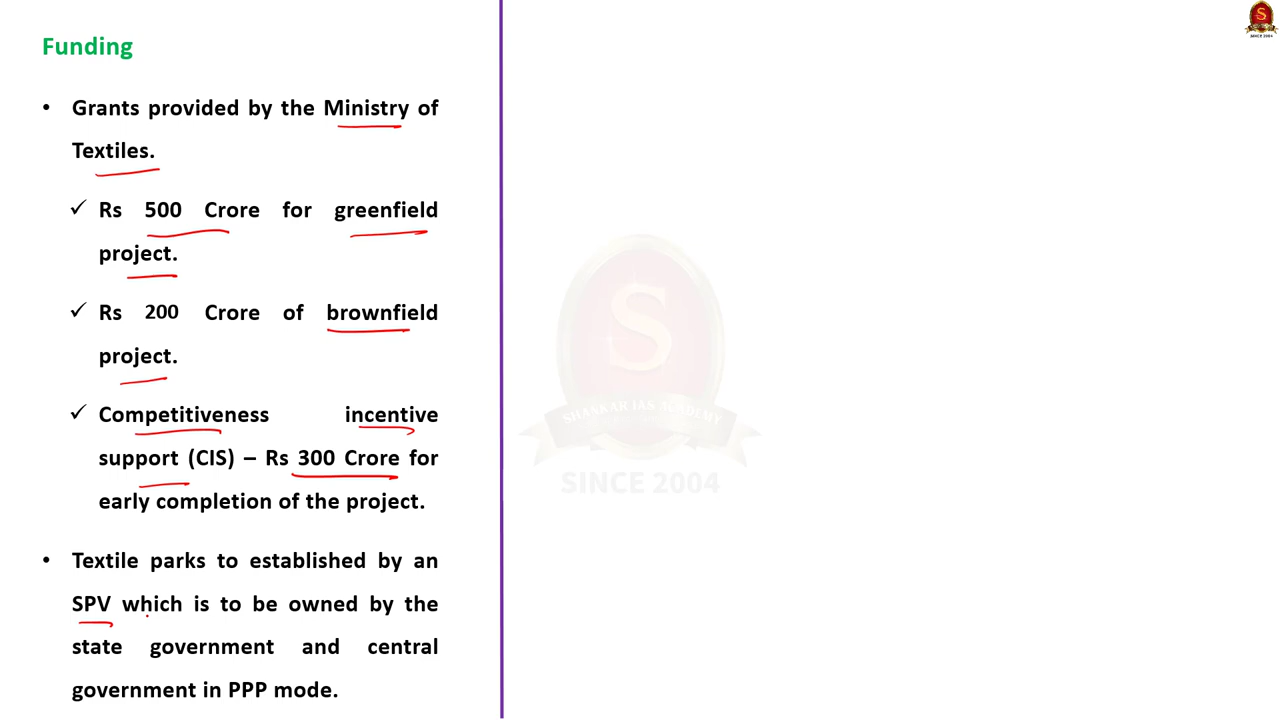 Funding
• Grants provided by the Ministry of
Textiles.
✓ Rs 500 Crore for greenfield
project.
✓ Rs 200 Crore of brownfield
project.
✓ Competitiveness incentive
support (CIS) – Rs 300 Crore for
early completion of the project.
• Textile parks to established by an
SPV which is to be owned by the
state government and central
government in PPP mode.
S
SHANKAR IAS ACADEMY
SINCE 2004
S
SINCE 2004